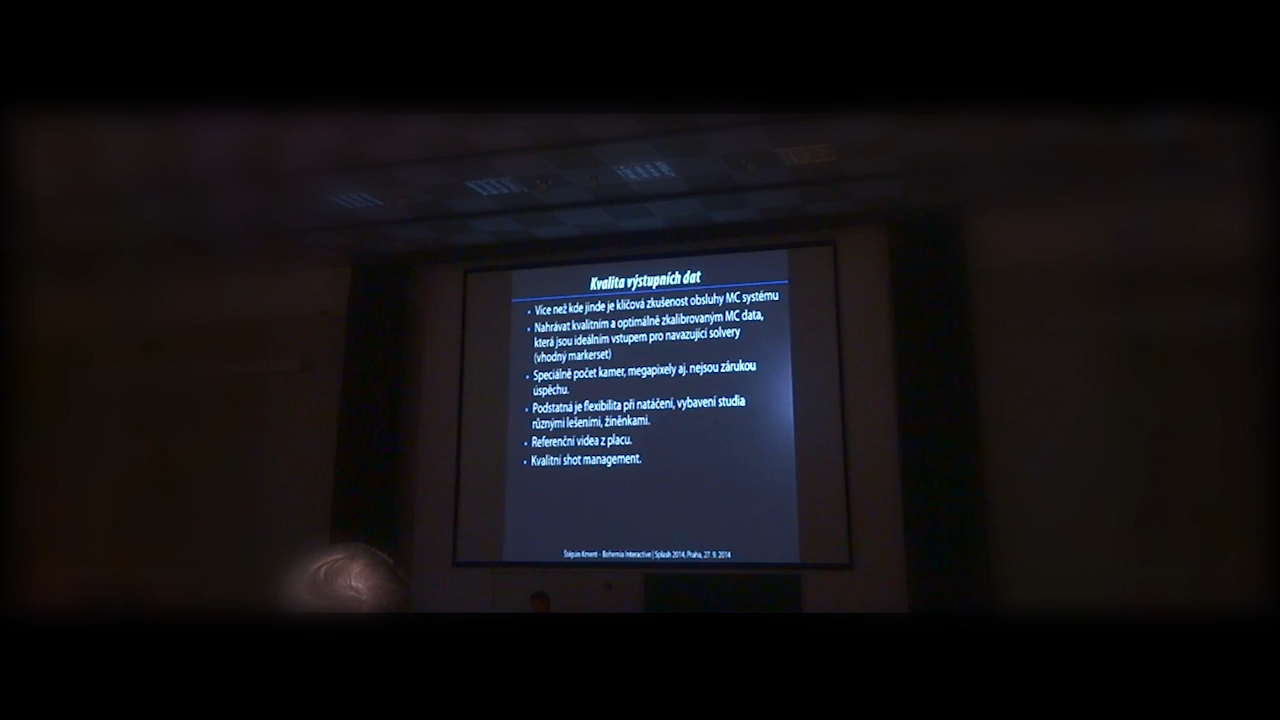 Kvalita výstupních dat
• Více než kde jinde je klíčová zkušenost obsluhy MC systému
• Nahrávat kvalitním a optimálně zkalibrovaným MC data,
která jsou ideálním vstupem pro navazující solvery
(vhodný markerset)
• Speciálně počet kamer, megapixely aj. nejsou zárukou
úspěchu.
• Podstatná je flexibilita při natáčení, vybavení studia
různými lešeními, žíněnkami.
• Referenční videa z placu.
• Kvalitní shot management.
Štěpán Kment – Bohemia Interactive | Splash 2014, Praha, 27. 9. 2014